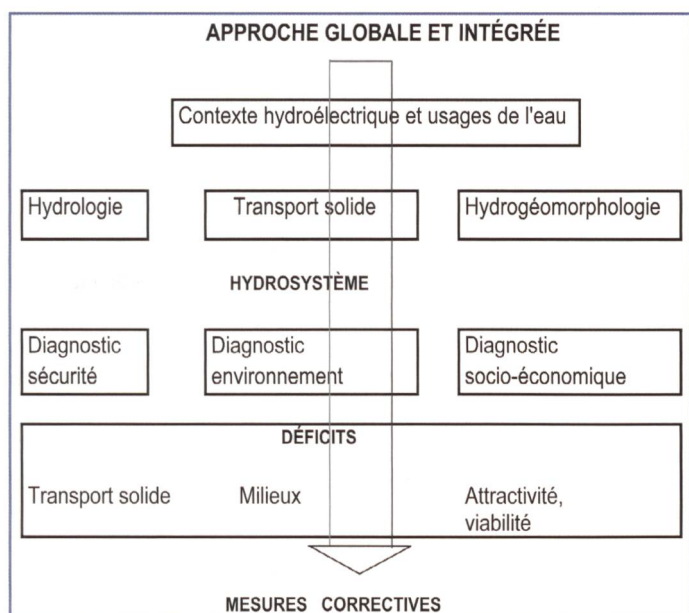 APPROCHE GLOBALE ET INTÉGRÉE
Contexte hydroélectrique et usages de l'eau
Hydrologie
Transport solide
Hydrogéomorphologie
HYDROSYSTÈME
Diagnostic
sécurité
Diagnostic
environnement
Diagnostic
socio-économique
DÉFICITS
Transport solide
Milieux
Attractivité,
viabilité
MESURES CORRECTIVES